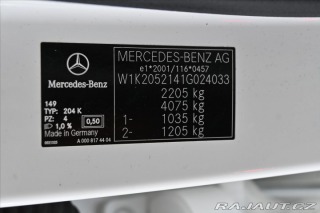 MERCEDES-BENZ AG
e1*2001/116*0457
W1K2052141G024033
2205 kg
4075 kg
1- 1035 kg
2- 1205 kg
Mercedes-Benz
149
TYP: 204 K
PZ: 4 0,50
1,0 %
Made in Germany
A 000 817 44 04
RAJAUT.CZ